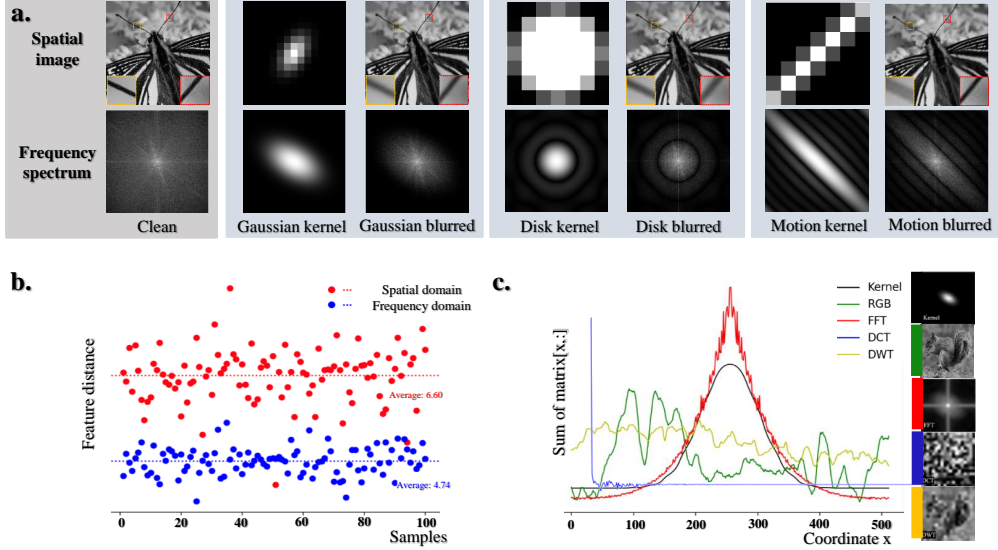 a.
Spatial
image
Frequency
spectrum
Clean
Gaussian kernel
Gaussian blurred
Disk kernel
Disk blurred
Motion kernel
Motion blurred
b.
Spatial domain
Frequency domain
Feature distance
Average: 6.60
Average: 4.74
0
20
40
60
80
100
Samples
c.
Kernel
RGB
FFT
DCT
DWT
Sum of matrix[x,:]
0
100
200
300
400
500
Coordinate x
Kernel
FFT
DCT
DWT